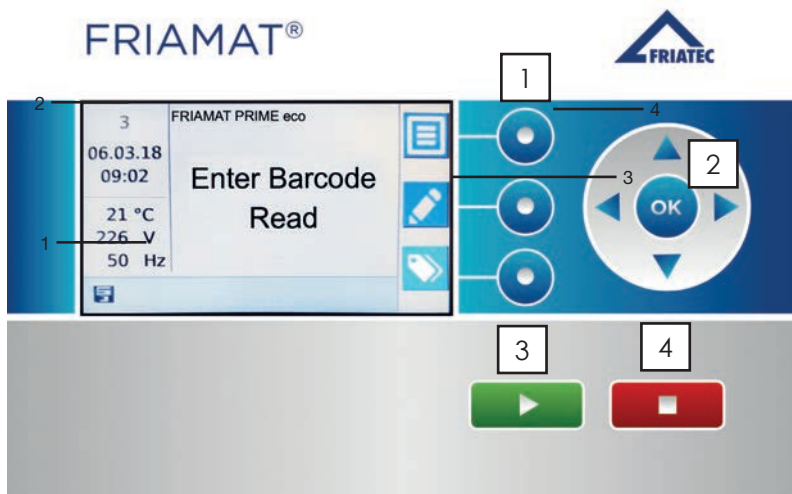 FRIAMAT®
FRIATEC
1
2
4
3
FRIAMAT PRIME eco
06.03.18
09:02
2
3
Enter Barcode
Read
OK
21 °C
226 V
1
50 Hz
3
4